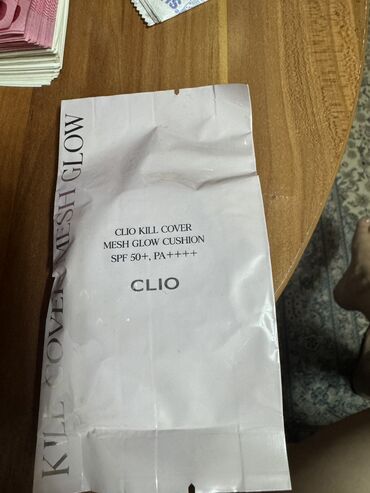 KILL COVER MESH GLOW
CLIO KILL COVER
MESH GLOW CUSHION
SPF 50+, PA++++
CLIO